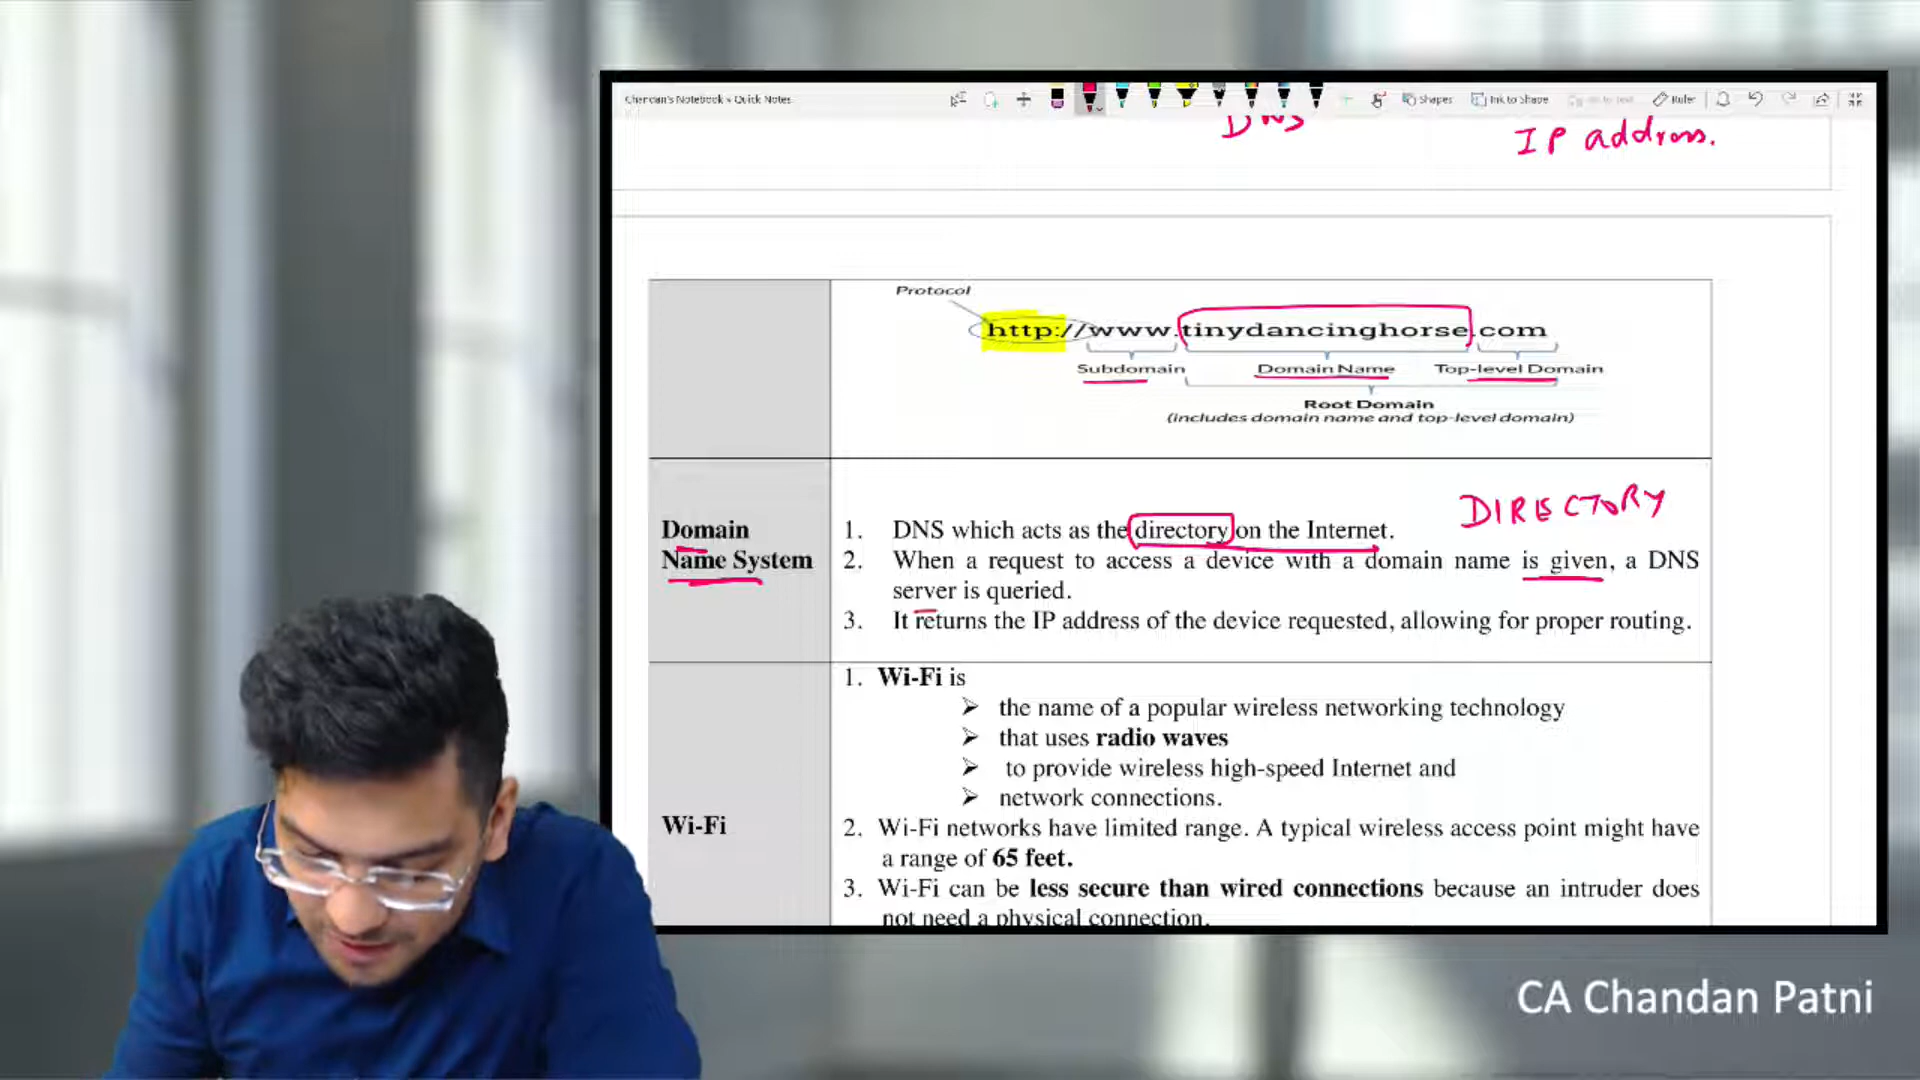 Chandan's Notebook » Quick Notes
Shapes
Ink to Shape
Ruler
DNS
IP address.
Protocol
http://www.tinydancinghorse.com
Subdomain Domain Name Top-level Domain
Root Domain
(includes domain name and top-level domain)
DIRECTORY
Domain
Name System
1. DNS which acts as the directory on the Internet.
2. When a request to access a device with a domain name is given, a DNS
server is queried.
3. It returns the IP address of the device requested, allowing for proper routing.
Wi-Fi
1. Wi-Fi is
➢ the name of a popular wireless networking technology
➢ that uses radio waves
➢ to provide wireless high-speed Internet and
➢ network connections.
2. Wi-Fi networks have limited range. A typical wireless access point might have
a range of 65 feet.
3. Wi-Fi can be less secure than wired connections because an intruder does
not need a physical connection.
CA Chandan Patni